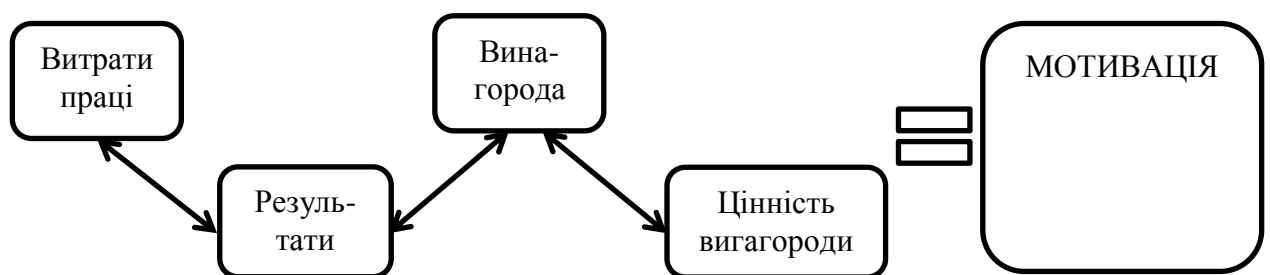 Витрати
праці
Резуль-
тати
Вина-
города
Цінність
вигагороди
МОТИВАЦІЯ